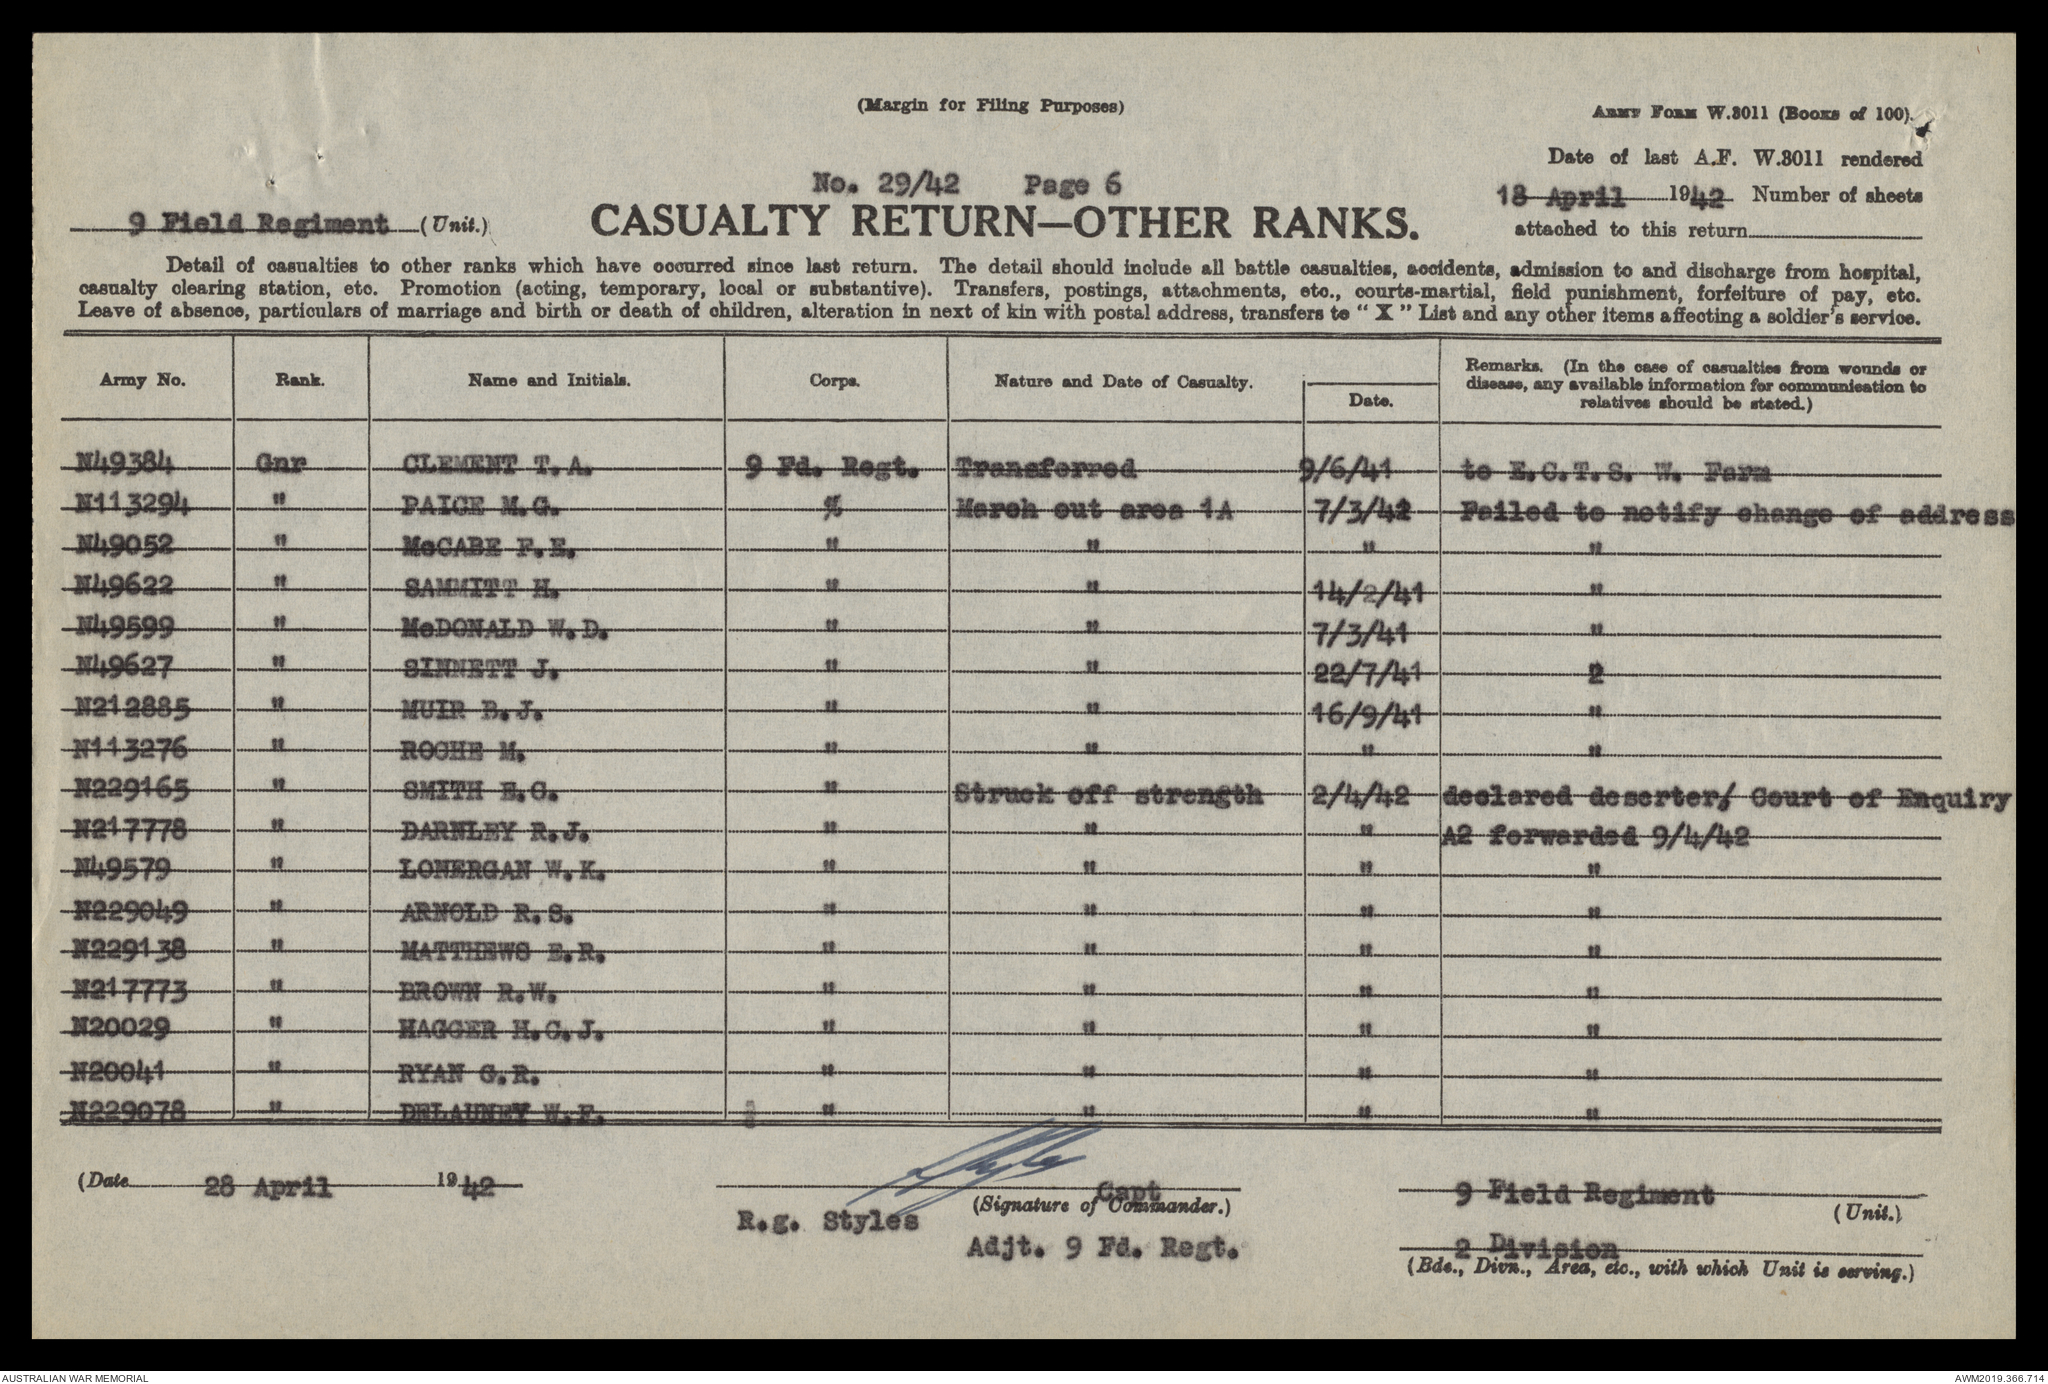 (Margin for Filing Purposes)
ARMY FORM W.3011 (BOOKS of 100).
Date of last A.F. W.3011 rendered
No. 29/42 Page 6
18 April 1942 Number of sheets
9 Field Regiment (Unit.)
CASUALTY RETURN—OTHER RANKS.
attached to this return
Detail of casualties to other ranks which have occurred since last return. The detail should include all battle casualties, accidents, admission to and discharge from hospital,
casualty clearing station, etc. Promotion (acting, temporary, local or substantive). Transfers, postings, attachments, etc., courts-martial, field punishment, forfeiture of pay, etc.
Leave of absence, particulars of marriage and birth or death of children, alteration in next of kin with postal address, transfers to “ X ” List and any other items affecting a soldier's service.
Army No. Rank. Name and Initials. Corps. Nature and Date of Casualty. Date. Remarks. (In the case of casualties from wounds or
disease, any available information for communication to
relatives should be stated.)
N49384 Gnr CLEMENT T.A. 9 Fd. Regt. Transferred 9/6/41 to E.C.T.S. W. Farm
N113294 " PAICE M.G. % March out area 1A 7/3/42 Failed to notify change of address
N49052 " McCABE F.E. " " " "
N49622 " SAMMITT H. " " 14/2/41 "
N49599 " McDONALD W.D. " " 7/3/41 "
N49627 " SINNETT J. " " 22/7/41 2
N212885 " MUIR B.J. " " 16/9/41 "
N113276 " ROCHE M. " " " "
N229165 " SMITH E.C. " Struck off strength 2/4/42 declared deserter/ Court of Enquiry
N217778 " DARNLEY R.J. " " " A2 forwarded 9/4/42
N49579 " LONERGAN W.K. " " " "
N229049 " ARNOLD R.S. " " " "
N229138 " MATTHEWS E.R. " " " "
N217773 " BROWN R.W. " " " "
N20029 " HAGGER H.C.J. " " " "
N20041 " RYAN G.R. " " " "
N229078 " DELAUNEY W.F. " " " "
(Date 28 April 1942
Capt
(Signature of Commander.)
R.g. Styles
Adjt. 9 Fd. Regt.
9 Field Regiment
(Unit.)
2 Division
(Bde., Divn., Area, etc., with which Unit is serving.)
AUSTRALIAN WAR MEMORIAL
AWM2019.366.714